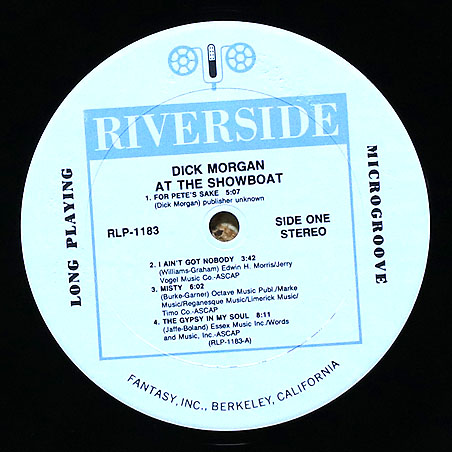 RIVERSIDE
DICK MORGAN
AT THE SHOWBOAT
1. FOR PETE'S SAKE 5:07
(Dick Morgan) publisher unknown
RLP-1183
SIDE ONE
STEREO
2. I AIN'T GOT NOBODY 3:42
(Williams-Graham) Edwin H. Morris/Jerry
Vogel Music Co.-ASCAP
3. MISTY 6:02
(Burke-Garner) Octave Music Publ./Marke
Music/Reganesque Music/Limerick Music/
Timo Co.-ASCAP
4. THE GYPSY IN MY SOUL 8:11
(Jaffe-Boland) Essex Music Inc./Words
and Music, Inc.-ASCAP
(RLP-1183-A)
LONG PLAYING
MICROGROOVE
FANTASY, INC., BERKELEY, CALIFORNIA